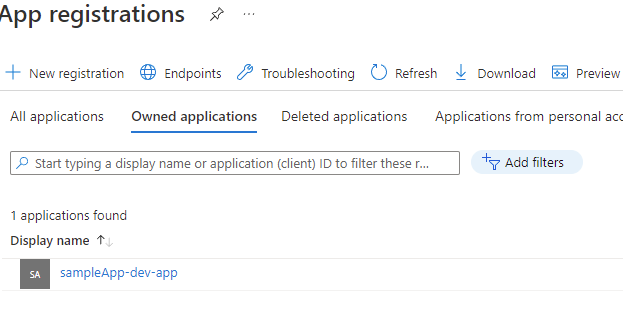 App registrations
New registration Endpoints Troubleshooting Refresh Download Preview
All applications Owned applications Deleted applications Applications from personal acc
Start typing a display name or application (client) ID to filter these r...
Add filters
1 applications found
Display name
SA sampleApp-dev-app